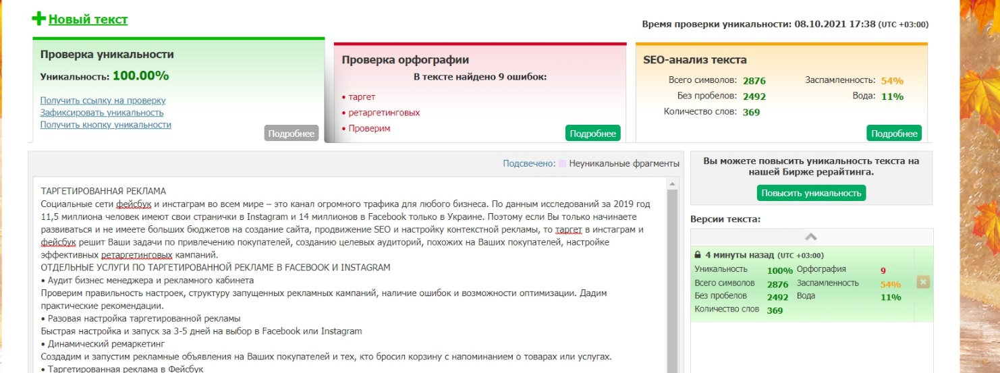 Новый текст
Время проверки уникальности: 08.10.2021 17:38 (UTC +03:00)
Проверка уникальности
Уникальность: 100.00%
Получить ссылку на проверку
Зафиксировать уникальность
Получить кнопку уникальности
Подробнее
Проверка орфографии
В тексте найдено 9 ошибок:
• таргет
• ретаргетинговых
• Проверим
Подробнее
SEO-анализ текста
Всего символов: 2876 Заспамленность: 54%
Без пробелов: 2492 Вода: 11%
Количество слов: 369
Подробнее
Подсвечено: Неуникальные фрагменты
ТАРГЕТИРОВАННАЯ РЕКЛАМА
Социальные сети фейсбук и инстаграм во всем мире – это канал огромного трафика для любого бизнеса. По данным исследований за 2019 год
11,5 миллиона человек имеют свои странички в Instagram и 14 миллионов в Facebook только в Украине. Поэтому если Вы только начинаете
развиваться и не имеете больших бюджетов на создание сайта, продвижение SEO и настройку контекстной рекламы, то таргет в инстаграм и
фейсбук решит Ваши задачи по привлечению покупателей, созданию целевых аудиторий, похожих на Ваших покупателей, настройке
эффективных ретаргетинговых кампаний.
ОТДЕЛЬНЫЕ УСЛУГИ ПО ТАРГЕТИРОВАННОЙ РЕКЛАМЕ В FACEBOOK И INSTAGRAM
• Аудит бизнес менеджера и рекламного кабинета
Проверим правильность настроек, структуру запущенных рекламных кампаний, наличие ошибок и возможности оптимизации. Дадим
практические рекомендации.
• Разовая настройка таргетированной рекламы
Быстрая настройка и запуск за 3-5 дней на выбор в Facebook или Instagram
• Динамический ремаркетинг
Создадим и запустим рекламные объявления на Ваших покупателей и тех, кто бросил корзину с напоминанием о товарах или услугах.
• Таргетированная реклама в Фейсбук
Вы можете повысить уникальность текста на
нашей Бирже рерайтинга.
Повысить уникальность
Версии текста:
4 минуты назад (UTC +03:00)
Уникальность 100% Орфография 9
Всего символов 2876 Заспамленность 54%
Без пробелов 2492 Вода 11%
Количество слов 369